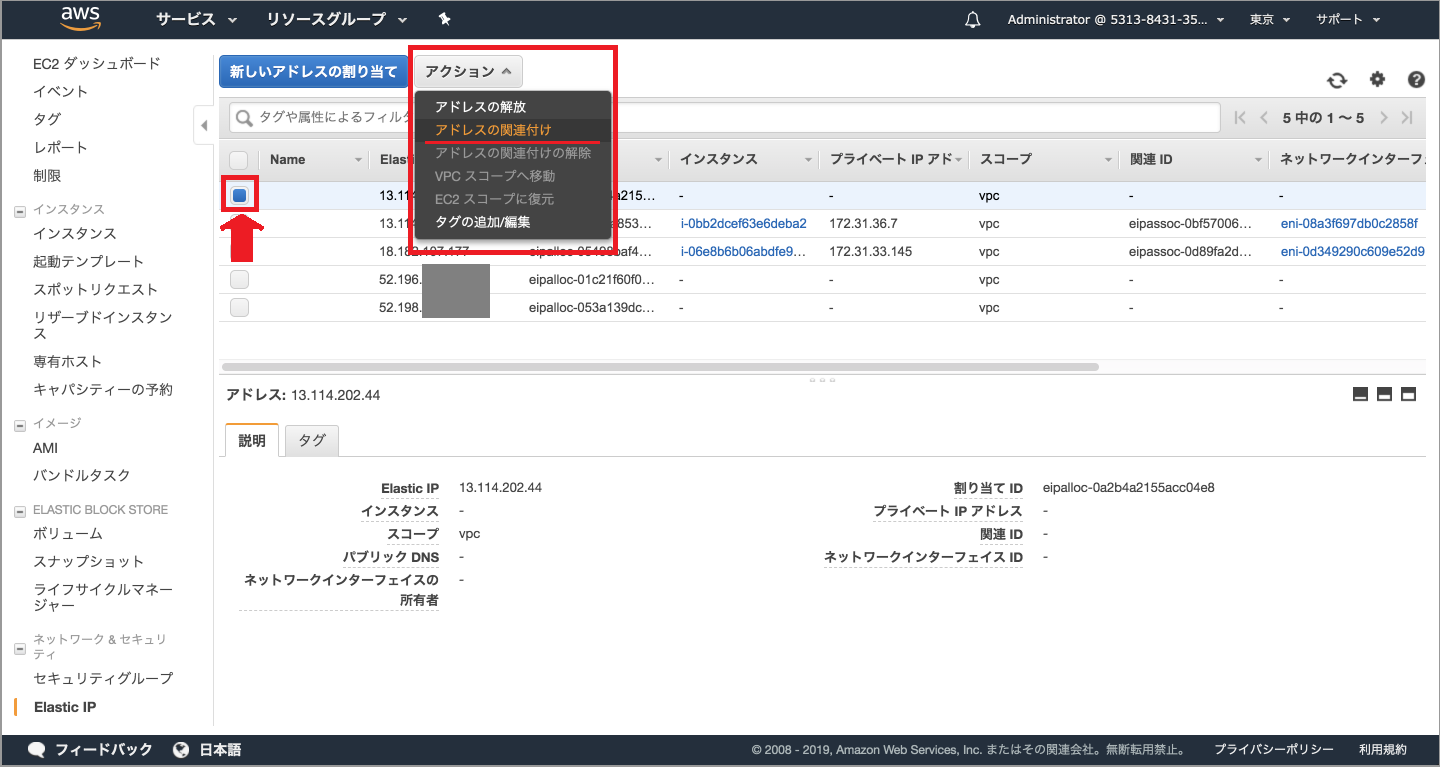 aws サービス リソースグループ Administrator @ 5313-8431-35... 東京 サポート
EC2 ダッシュボード
イベント
タグ
レポート
制限
インスタンス
インスタンス
起動テンプレート
スポットリクエスト
リザーブドインスタン
ス
専有ホスト
キャパシティーの予約
イメージ
AMI
バンドルタスク
ELASTIC BLOCK STORE
ボリューム
スナップショット
ライフサイクルマネー
ジャー
ネットワーク & セキュリ
ティ
セキュリティグループ
Elastic IP
新しいアドレスの割り当て アクション
アドレスの解放
アドレスの関連付け
アドレスの関連付けの解除
VPC スコープへ移動
EC2 スコープに復元
タグの追加/編集
タグや属性によるフィルタ 5 中の 1 ~ 5
Name Elasti インスタンス プライベート IP アド スコープ 関連 ID ネットワークインターフ
13.11 a215... - - vpc - -
13.11 853... i-0bb2dcef63e6deba2 172.31.36.7 vpc eipassoc-0bf57006... eni-08a3f697db0c2858f
18.182.107.177 i-06e8b6b06abdfe9... 172.31.33.145 vpc eipassoc-0d89fa2d... eni-0d349290c609e52d9
52.196. eipalloc-01c21f60f0... - - vpc - -
52.198. eipalloc-053a139dc... - - vpc - -
アドレス: 13.114.202.44
説明 タグ
Elastic IP 13.114.202.44 割り当て ID eipalloc-0a2b4a2155acc04e8
インスタンス - プライベート IP アドレス -
スコープ vpc 関連 ID -
パブリック DNS - ネットワークインターフェイス ID -
ネットワークインターフェイスの -
所有者
フィードバック 日本語 © 2008 - 2019, Amazon Web Services, Inc. またはその関連会社。無断転用禁止。 プライバシーポリシー 利用規約